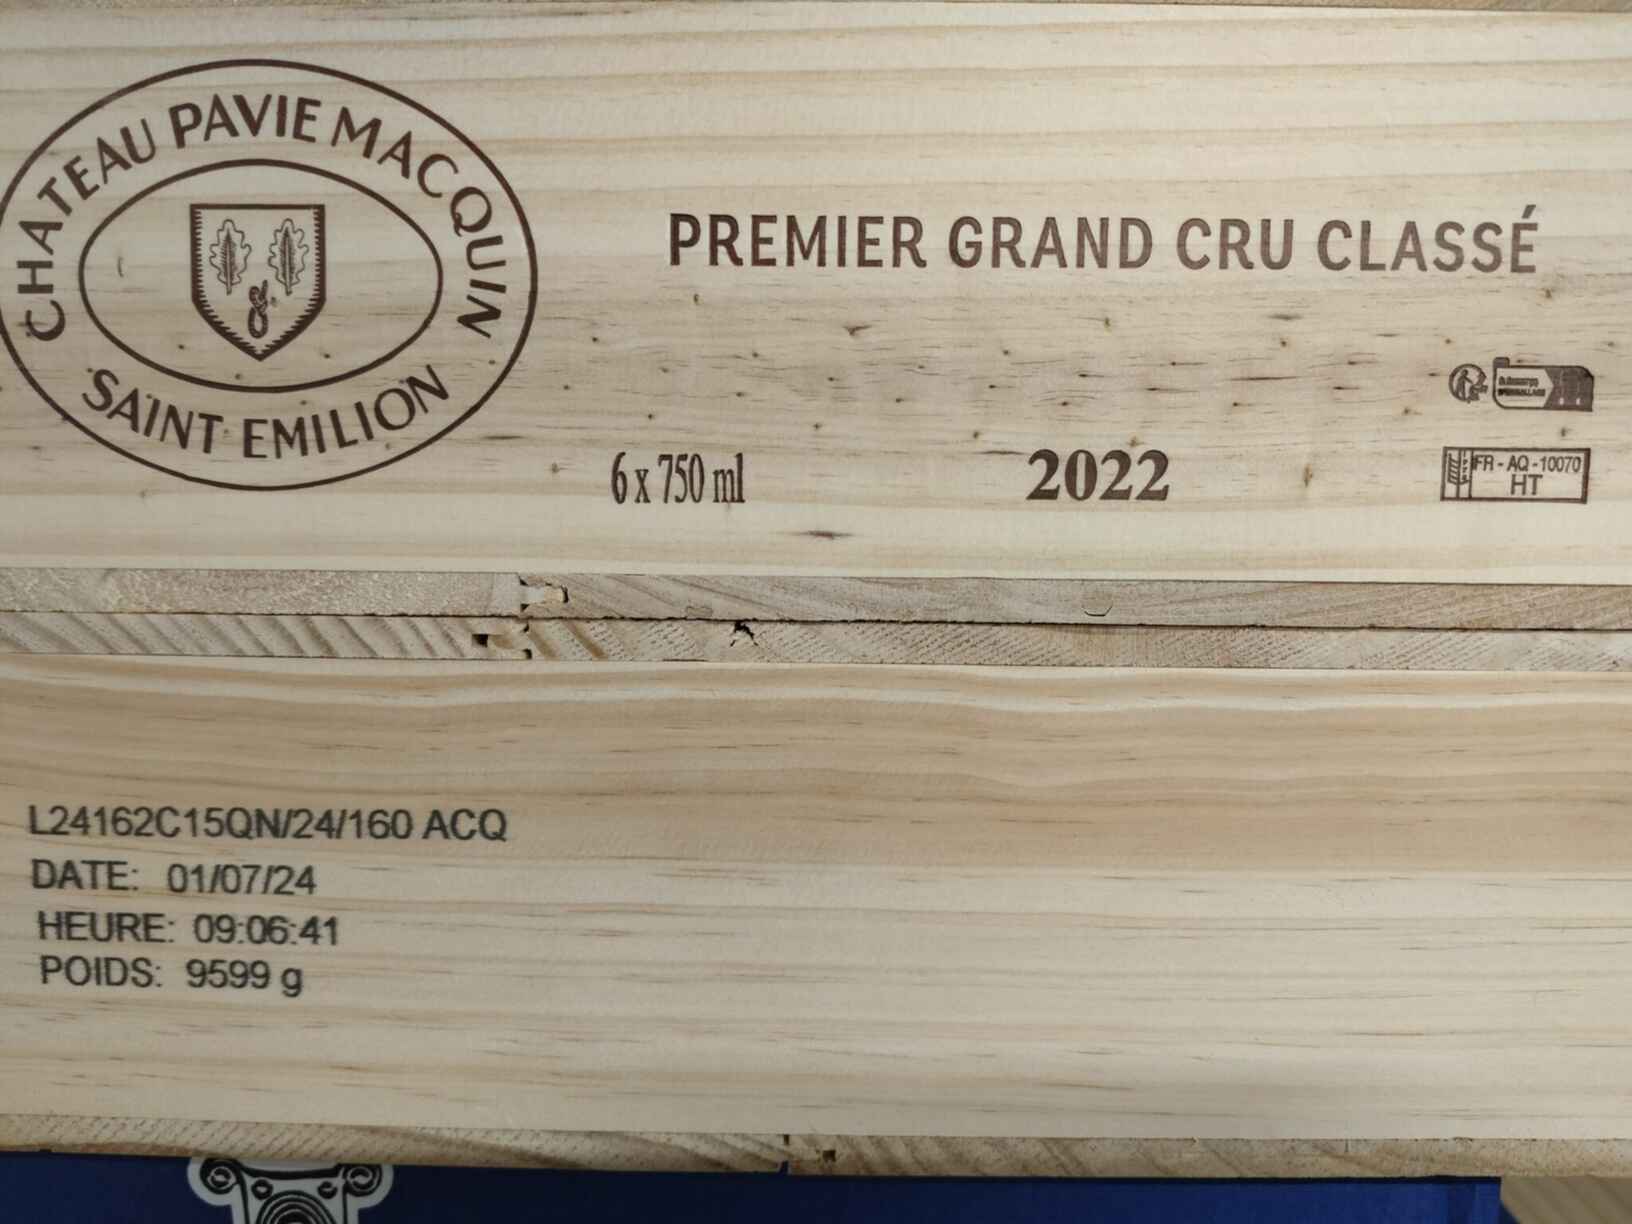 CHATEAU PAVIE MACQUIN
SAINT EMILION
PREMIER GRAND CRU CLASSÉ
6 x 750 ml
2022
FR - AQ - 10070
HT
L24162C15QN/24/160 ACQ
DATE: 01/07/24
HEURE: 09:06:41
POIDS: 9599 g